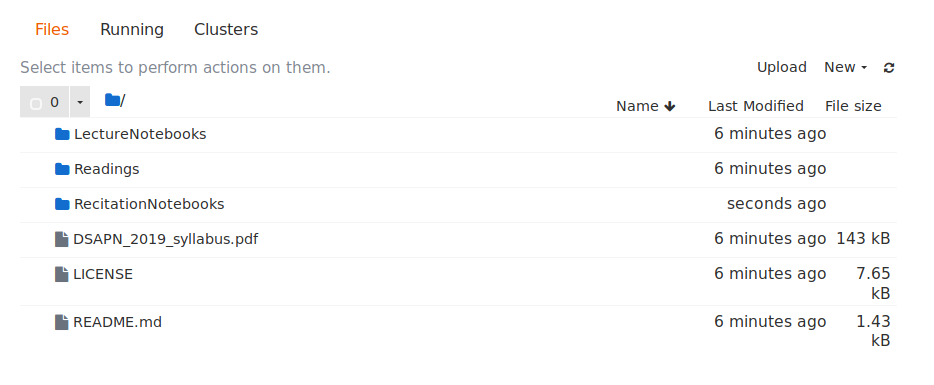 Files Running Clusters
Select items to perform actions on them. Upload New
0 / Name Last Modified File size
LectureNotebooks 6 minutes ago
Readings 6 minutes ago
RecitationNotebooks seconds ago
DSAPN_2019_syllabus.pdf 6 minutes ago 143 kB
LICENSE 6 minutes ago 7.65
kB
README.md 6 minutes ago 1.43
kB